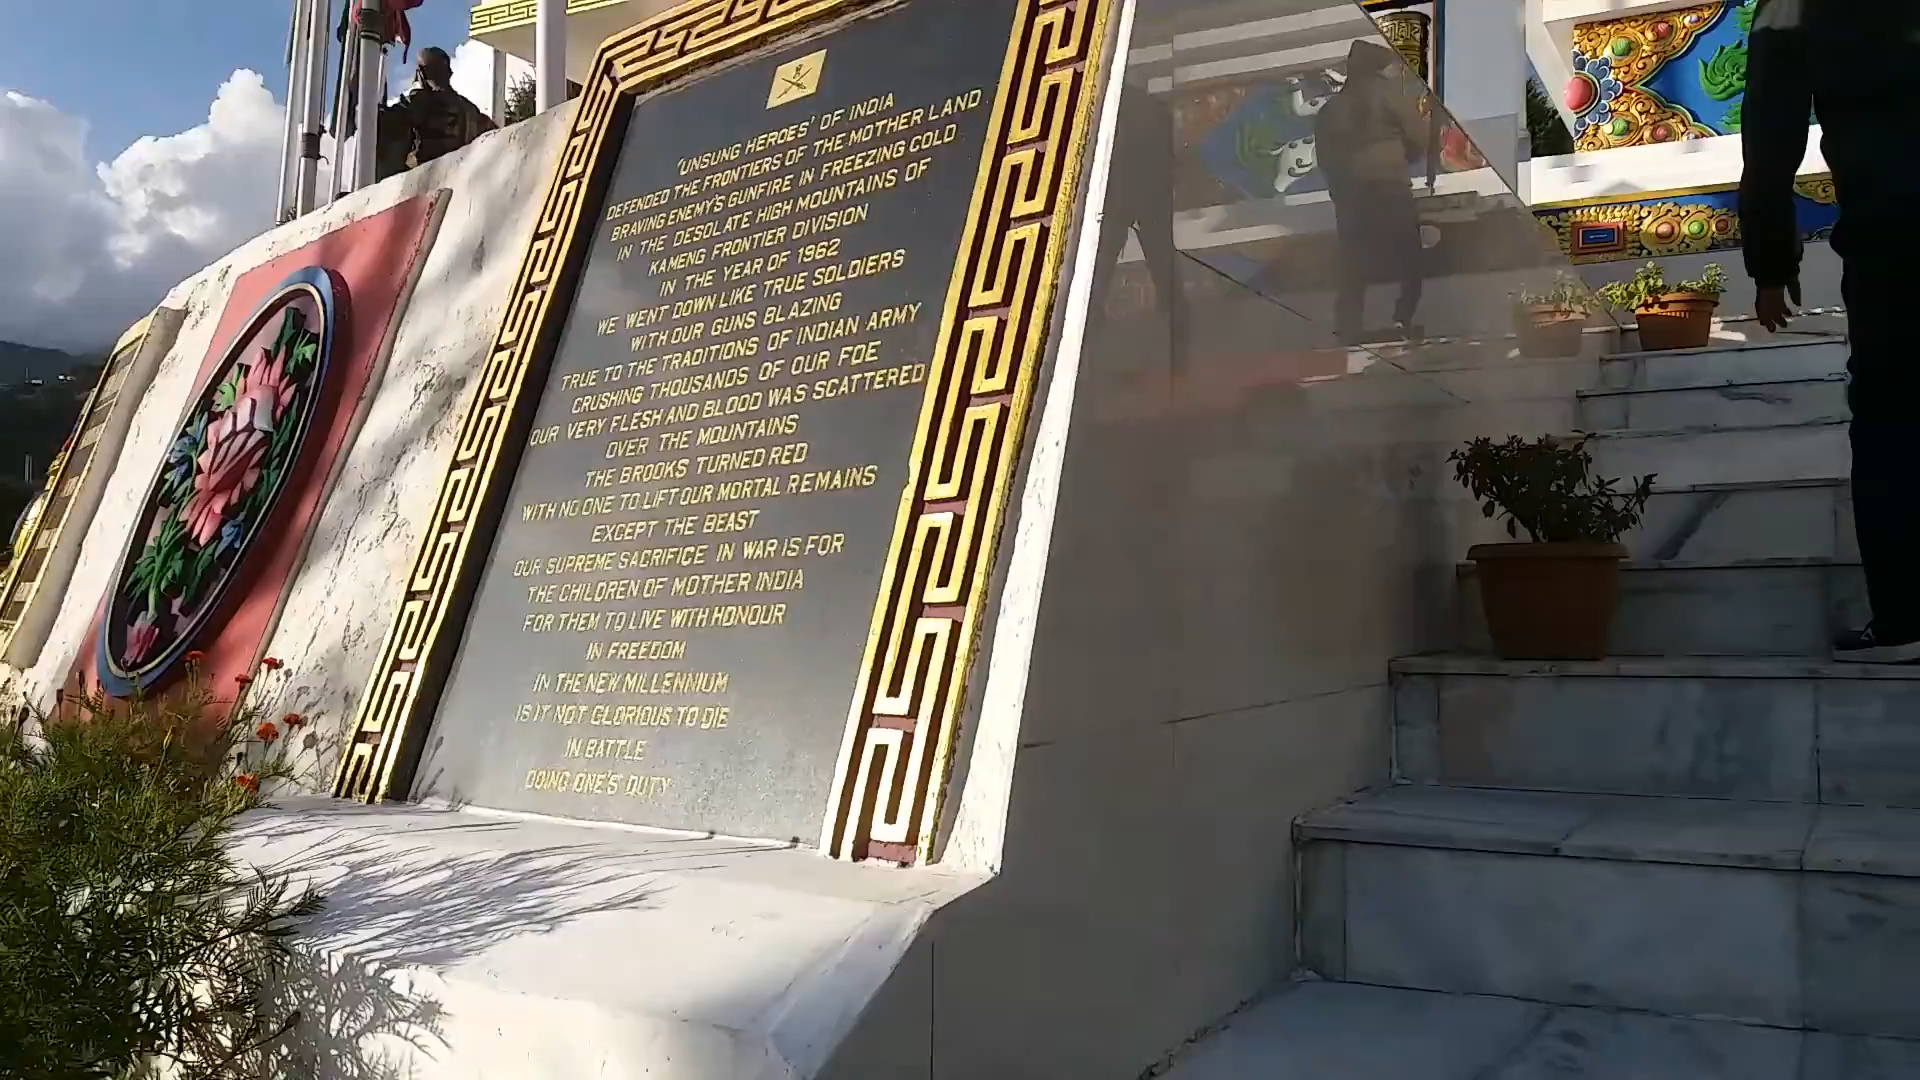 'UNSUNG HEROES' OF INDIA
DEFENDED THE FRONTIERS OF THE MOTHER LAND
BRAVING ENEMY'S GUNFIRE IN FREEZING COLD
IN THE DESOLATE HIGH MOUNTAINS OF
KAMENG FRONTIER DIVISION
IN THE YEAR OF 1962
WE WENT DOWN LIKE TRUE SOLDIERS
WITH OUR GUNS BLAZING
TRUE TO THE TRADITIONS OF INDIAN ARMY
CRUSHING THOUSANDS OF OUR FOE
OUR VERY FLESH AND BLOOD WAS SCATTERED
OVER THE MOUNTAINS
THE BROOKS TURNED RED
WITH NO ONE TO LIFT OUR MORTAL REMAINS
EXCEPT THE BEAST
OUR SUPREME SACRIFICE IN WAR IS FOR
THE CHILDREN OF MOTHER INDIA
FOR THEM TO LIVE WITH HONOUR
IN FREEDOM
IN THE NEW MILLENNIUM
IS IT NOT GLORIOUS TO DIE
IN BATTLE
DOING ONE'S DUTY